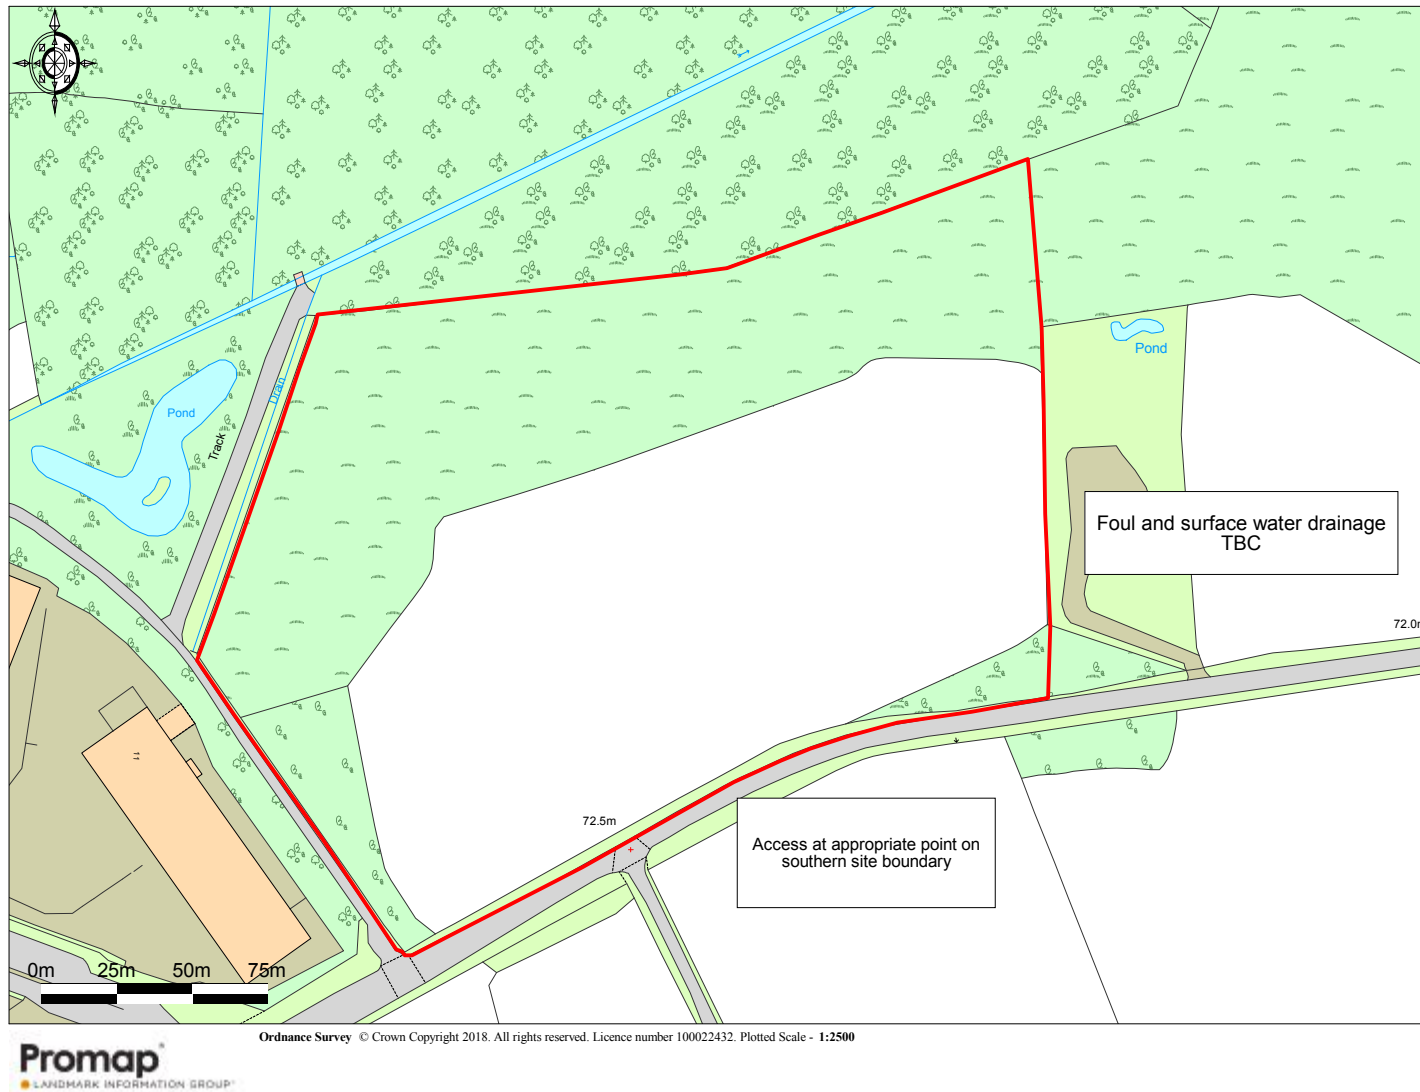 Pond
Drain
Track
Pond
Foul and surface water drainage
TBC
72.0m
11
72.5m
Access at appropriate point on
southern site boundary
0m 25m 50m 75m
Ordnance Survey © Crown Copyright 2018. All rights reserved. Licence number 100022432. Plotted Scale - 1:2500
Promap
LANDMARK INFORMATION GROUP